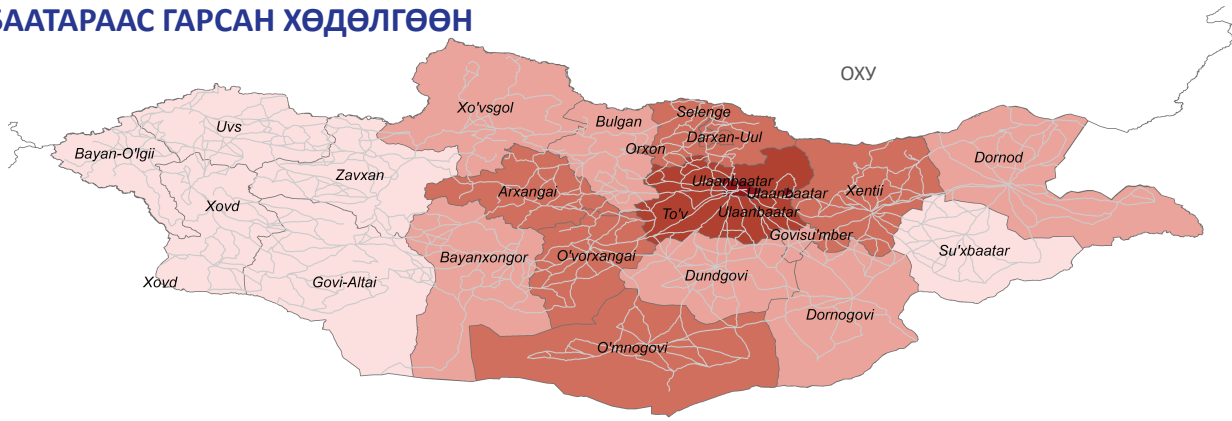 БААТАРААС ГАРСАН ХӨДӨЛГӨӨН
ОХУ
Xo'vsgol
Bulgan
Selenge
Uvs
Darxan-Uul
Orxon
Bayan-O'lgii
Dornod
Zavxan
Ulaanbaatar
Arxangai
Ulaanbaatar
Xentii
Xovd
To'v
Ulaanbaatar
Govisu'mber
Su'xbaatar
O'vorxangai
Bayanxongor
Dundgovi
Xovd
Govi-Altai
Dornogovi
O'mnogovi